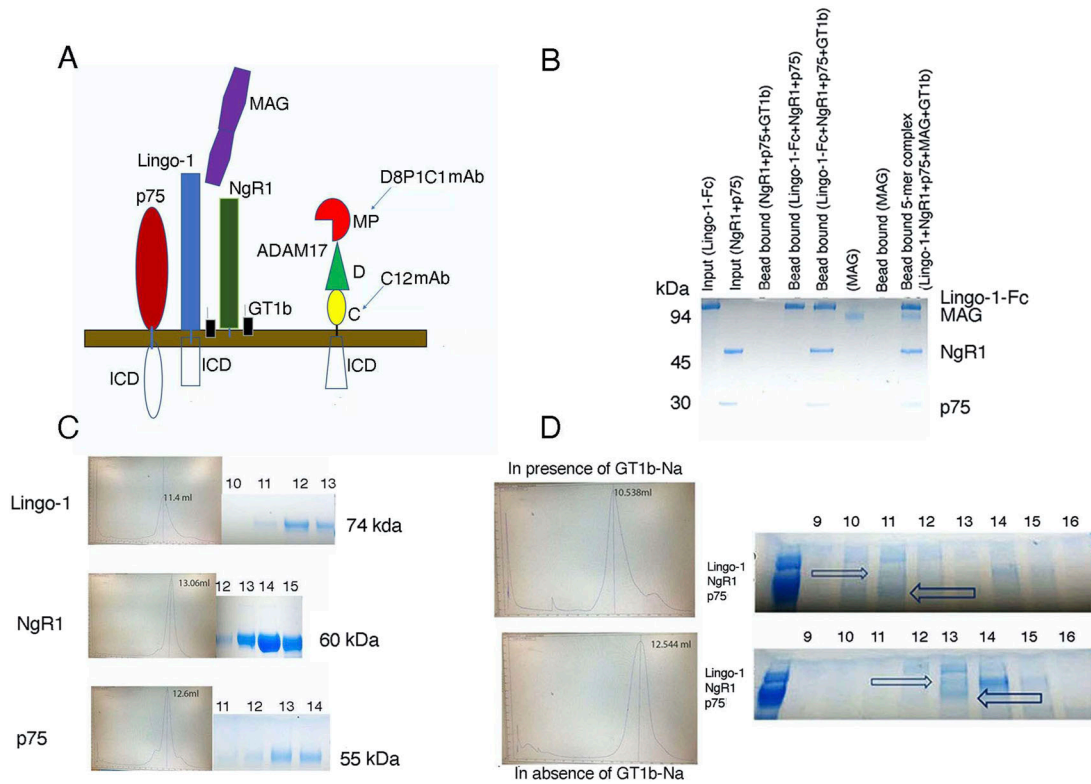 A
MAG
Lingo-1
p75
NgR1
D8P1C1mAb
MP
ADAM17
D
C12mAb
C
GT1b
ICD
ICD
ICD
B
Input (Lingo-1-Fc)
Input (NgR1+p75)
Bead bound (NgR1+p75+GT1b)
Bead bound (Lingo-1-Fc+NgR1+p75)
Bead bound (Lingo-1-Fc+NgR1+p75+GT1b)
(MAG)
Bead bound (MAG)
Bead bound 5-mer complex
(Lingo-1+NgR1+p75+MAG+GT1b)
kDa
94
45
30
Lingo-1-Fc
MAG
NgR1
p75
C
Lingo-1
11.4 ml
10 11 12 13
74 kda
NgR1
13.06ml
12 13 14 15
60 kDa
p75
12.6ml
11 12 13 14
55 kDa
D
In presence of GT1b-Na
10.538ml
9 10 11 12 13 14 15 16
Lingo-1
NgR1
p75
12.544 ml
9 10 11 12 13 14 15 16
Lingo-1
NgR1
p75
In absence of GT1b-Na